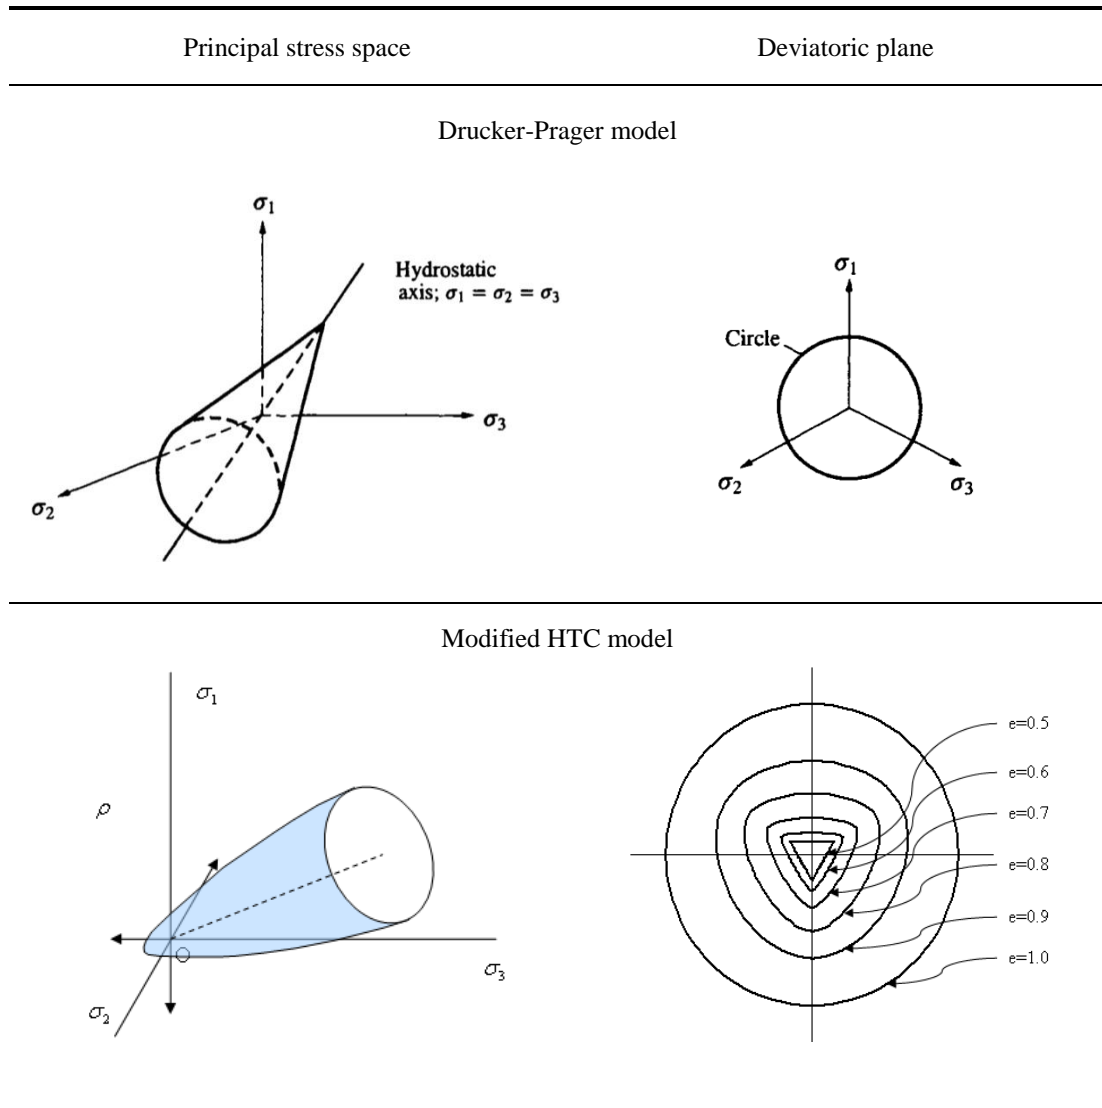 Principal stress space
Deviatoric plane
Drucker-Prager model
σ₁
Hydrostatic
axis; σ₁ = σ₂ = σ₃
σ₃
σ₂
σ₁
Circle
σ₂
σ₃
Modified HTC model
σ₁
ρ
σ₃
σ₂
e=0.5
e=0.6
e=0.7
e=0.8
e=0.9
e=1.0